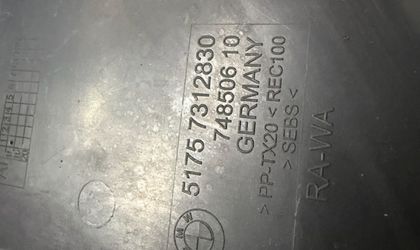 5175 7312830
748506 10
GERMANY
> PP-TX20 < REC100
> SEBS <
RA-WA